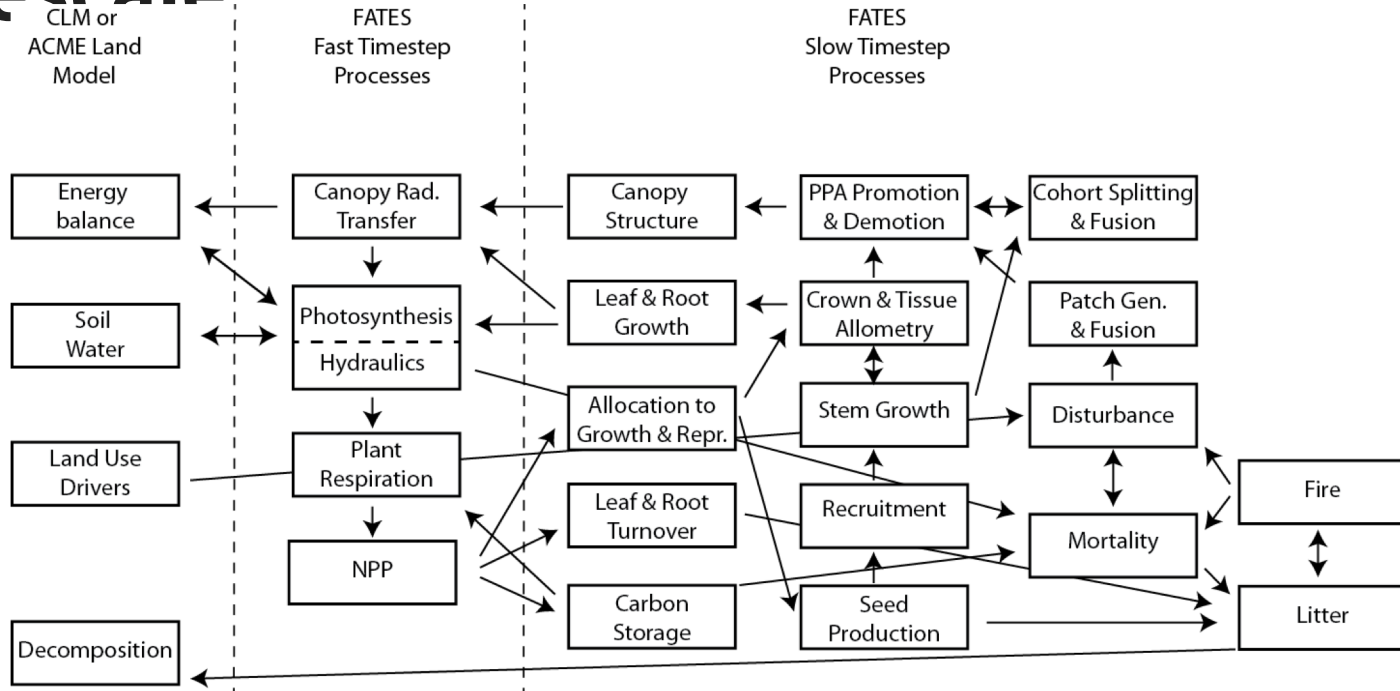 CLM or
ACME Land
Model
FATES
Fast Timestep
Processes
FATES
Slow Timestep
Processes
Energy
balance
Canopy Rad.
Transfer
Canopy
Structure
PPA Promotion
& Demotion
Cohort Splitting
& Fusion
Soil
Water
Photosynthesis
Hydraulics
Leaf & Root
Growth
Crown & Tissue
Allometry
Patch Gen.
& Fusion
Land Use
Drivers
Plant
Respiration
Allocation to
Growth & Repr.
Stem Growth
Disturbance
Fire
NPP
Leaf & Root
Turnover
Recruitment
Mortality
Decomposition
Carbon
Storage
Seed
Production
Litter